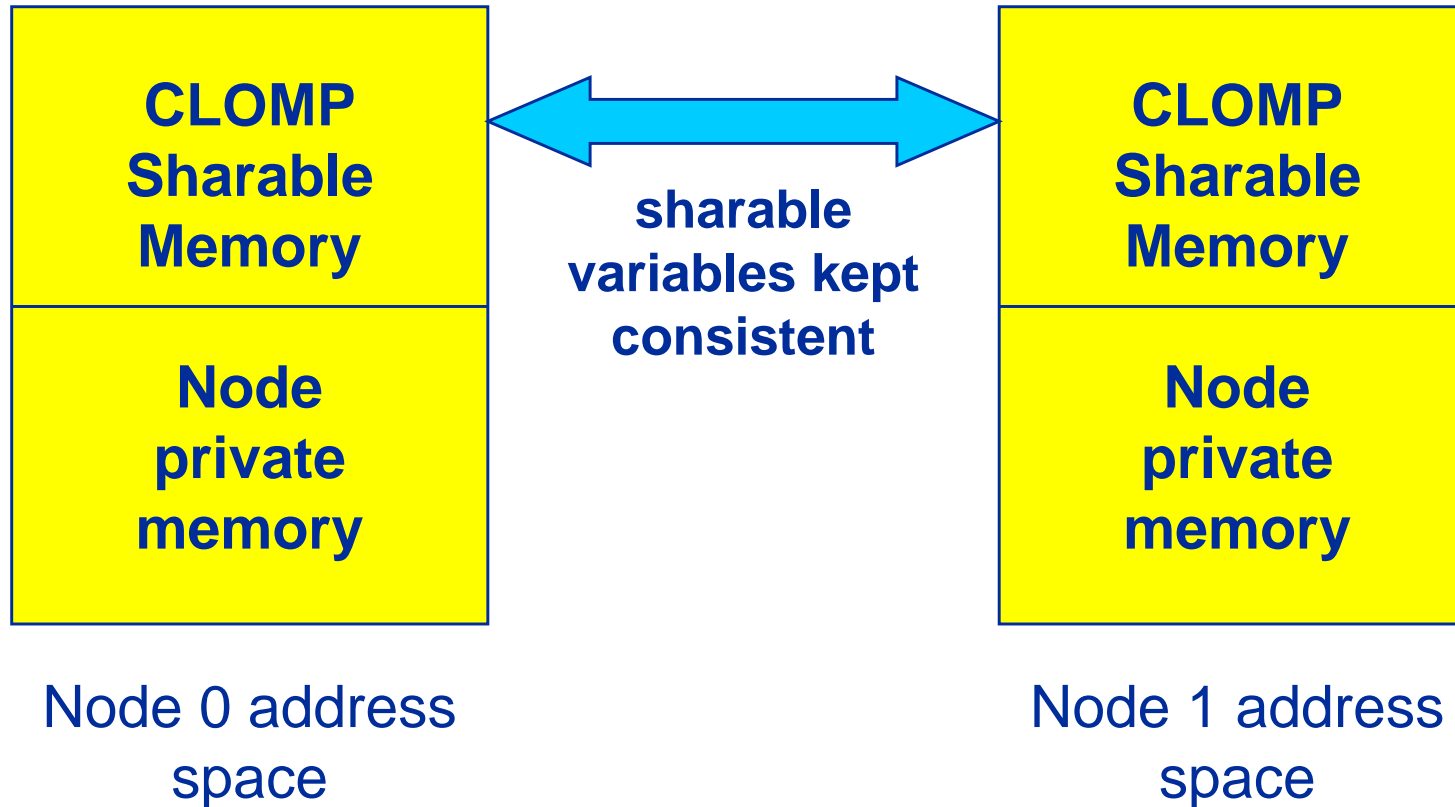 CLOMP
Sharable
Memory
Node
private
memory
Node 0 address
space
sharable
variables kept
consistent
CLOMP
Sharable
Memory
Node
private
memory
Node 1 address
space